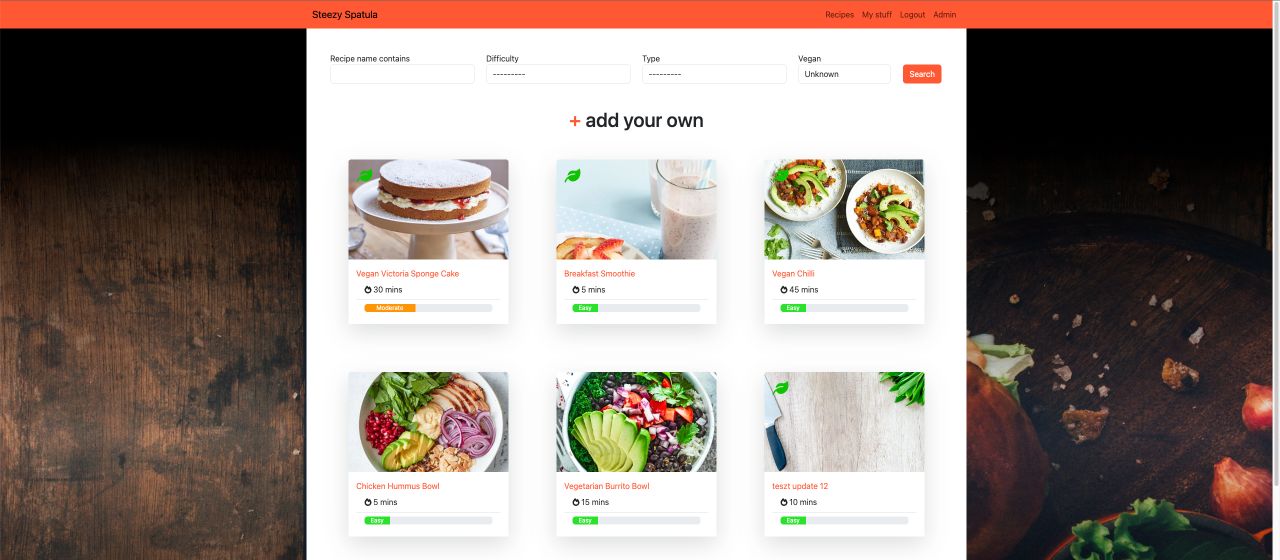 Steezy Spatula Recipes My stuff Logout Admin
Recipe name contains Difficulty Type Vegan
--------- --------- Unknown Search
+ add your own
Vegan Victoria Sponge Cake Breakfast Smoothie Vegan Chilli
30 mins 5 mins 45 mins
Moderate Easy Easy
Chicken Hummus Bowl Vegetarian Burrito Bowl teszt update 12
5 mins 15 mins 10 mins
Easy Easy Easy